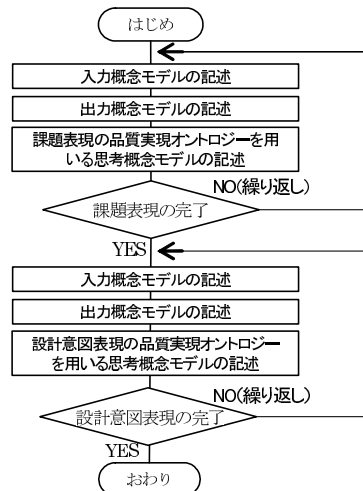 はじめ
入力概念モデルの記述
出力概念モデルの記述
課題表現の品質実現オントロジーを用
いる思考概念モデルの記述
NO(繰り返し)
課題表現の完了
YES
入力概念モデルの記述
出力概念モデルの記述
設計意図表現の品質実現オントロジー
を用いる思考概念モデルの記述
NO(繰り返し)
設計意図表現の完了
YES
おわり